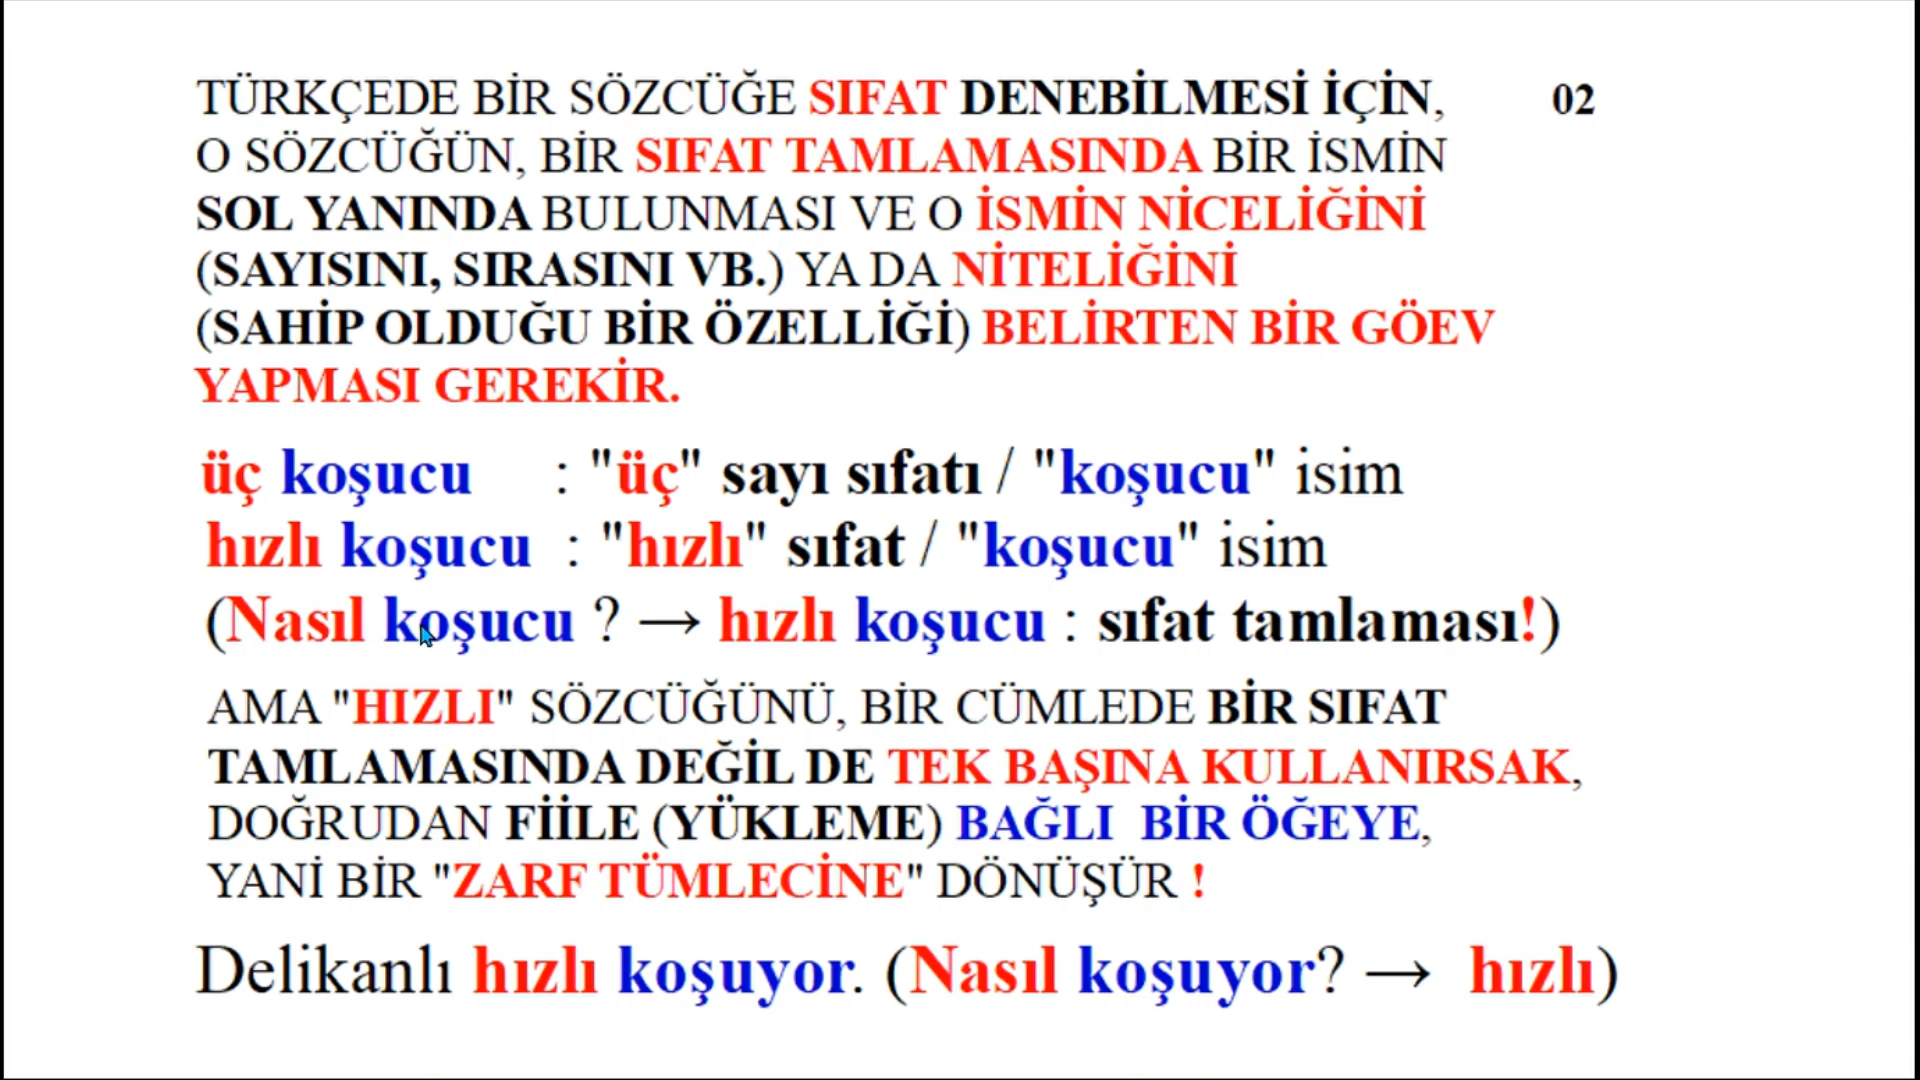 TÜRKÇEDE BİR SÖZCÜĞE SIFAT DENEBİLMESİ İÇİN, 02
O SÖZCÜĞÜN, BİR SIFAT TAMLAMASINDA BİR İSMİN
SOL YANINDA BULUNMASI VE O İSMİN NİCELİĞİNİ
(SAYISINI, SIRASINI VB.) YA DA NİTELİĞİNİ
(SAHİP OLDUĞU BİR ÖZELLİĞİ) BELİRTEN BİR GÖEV
YAPMASI GEREKİR.
üç koşucu : "üç" sayı sıfatı / "koşucu" isim
hızlı koşucu : "hızlı" sıfat / "koşucu" isim
(Nasıl koşucu ? → hızlı koşucu : sıfat tamlaması!)
AMA "HIZLI" SÖZCÜĞÜNÜ, BİR CÜMLEDE BİR SIFAT
TAMLAMASINDA DEĞİL DE TEK BAŞINA KULLANIRSAK,
DOĞRUDAN FİİLE (YÜKLEME) BAĞLI BİR ÖĞEYE,
YANİ BİR "ZARF TÜMLECİNE" DÖNÜŞÜR !
Delikanlı hızlı koşuyor. (Nasıl koşuyor? → hızlı)